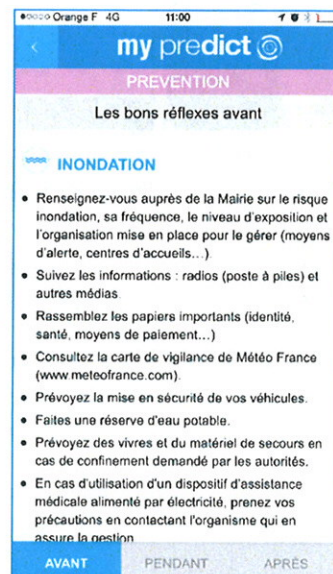 Orange F 4G 11:00
my predict
PREVENTION
Les bons réflexes avant
INONDATION
• Renseignez-vous auprès de la Mairie sur le risque
inondation, sa fréquence, le niveau d'exposition et
l'organisation mise en place pour le gérer (moyens
d'alerte, centres d'accueils...).
• Suivez les informations : radios (poste à piles) et
autres médias.
• Rassemblez les papiers importants (identité,
santé, moyens de paiement...)
• Consultez la carte de vigilance de Météo France
(www.meteofrance.com).
• Prévoyez la mise en sécurité de vos véhicules.
• Faites une réserve d'eau potable.
• Prévoyez des vivres et du matériel de secours en
cas de confinement demandé par les autorités.
• En cas d'utilisation d'un dispositif d'assistance
médicale alimenté par électricité, prenez vos
précautions en contactant l'organisme qui en
assure la gestion
AVANT PENDANT APRÈS